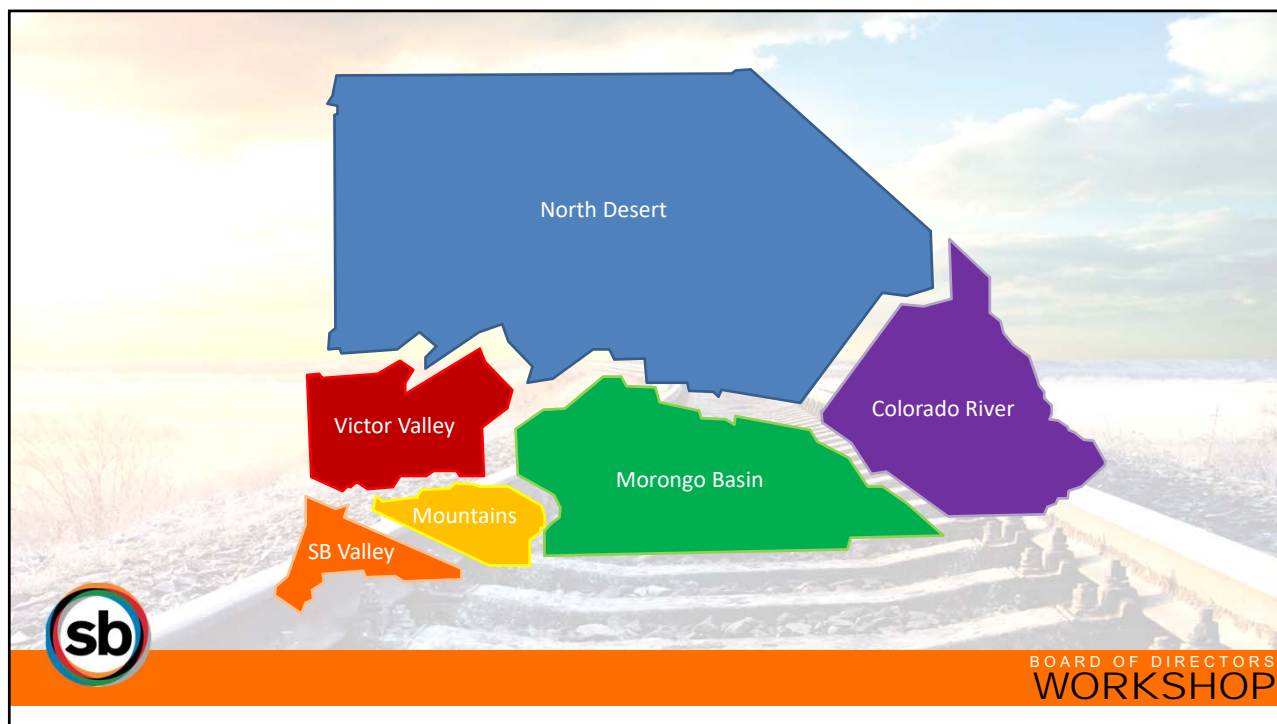 North Desert
Colorado River
Victor Valley
Morongo Basin
Mountains
SB Valley
sb
BOARD OF DIRECTORS
WORKSHOP